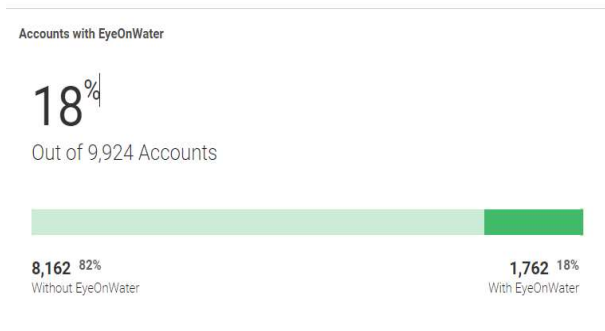 Accounts with EyeOnWater
18%
Out of 9,924 Accounts
8,162 82% 1,762 18%
Without EyeOnWater With EyeOnWater